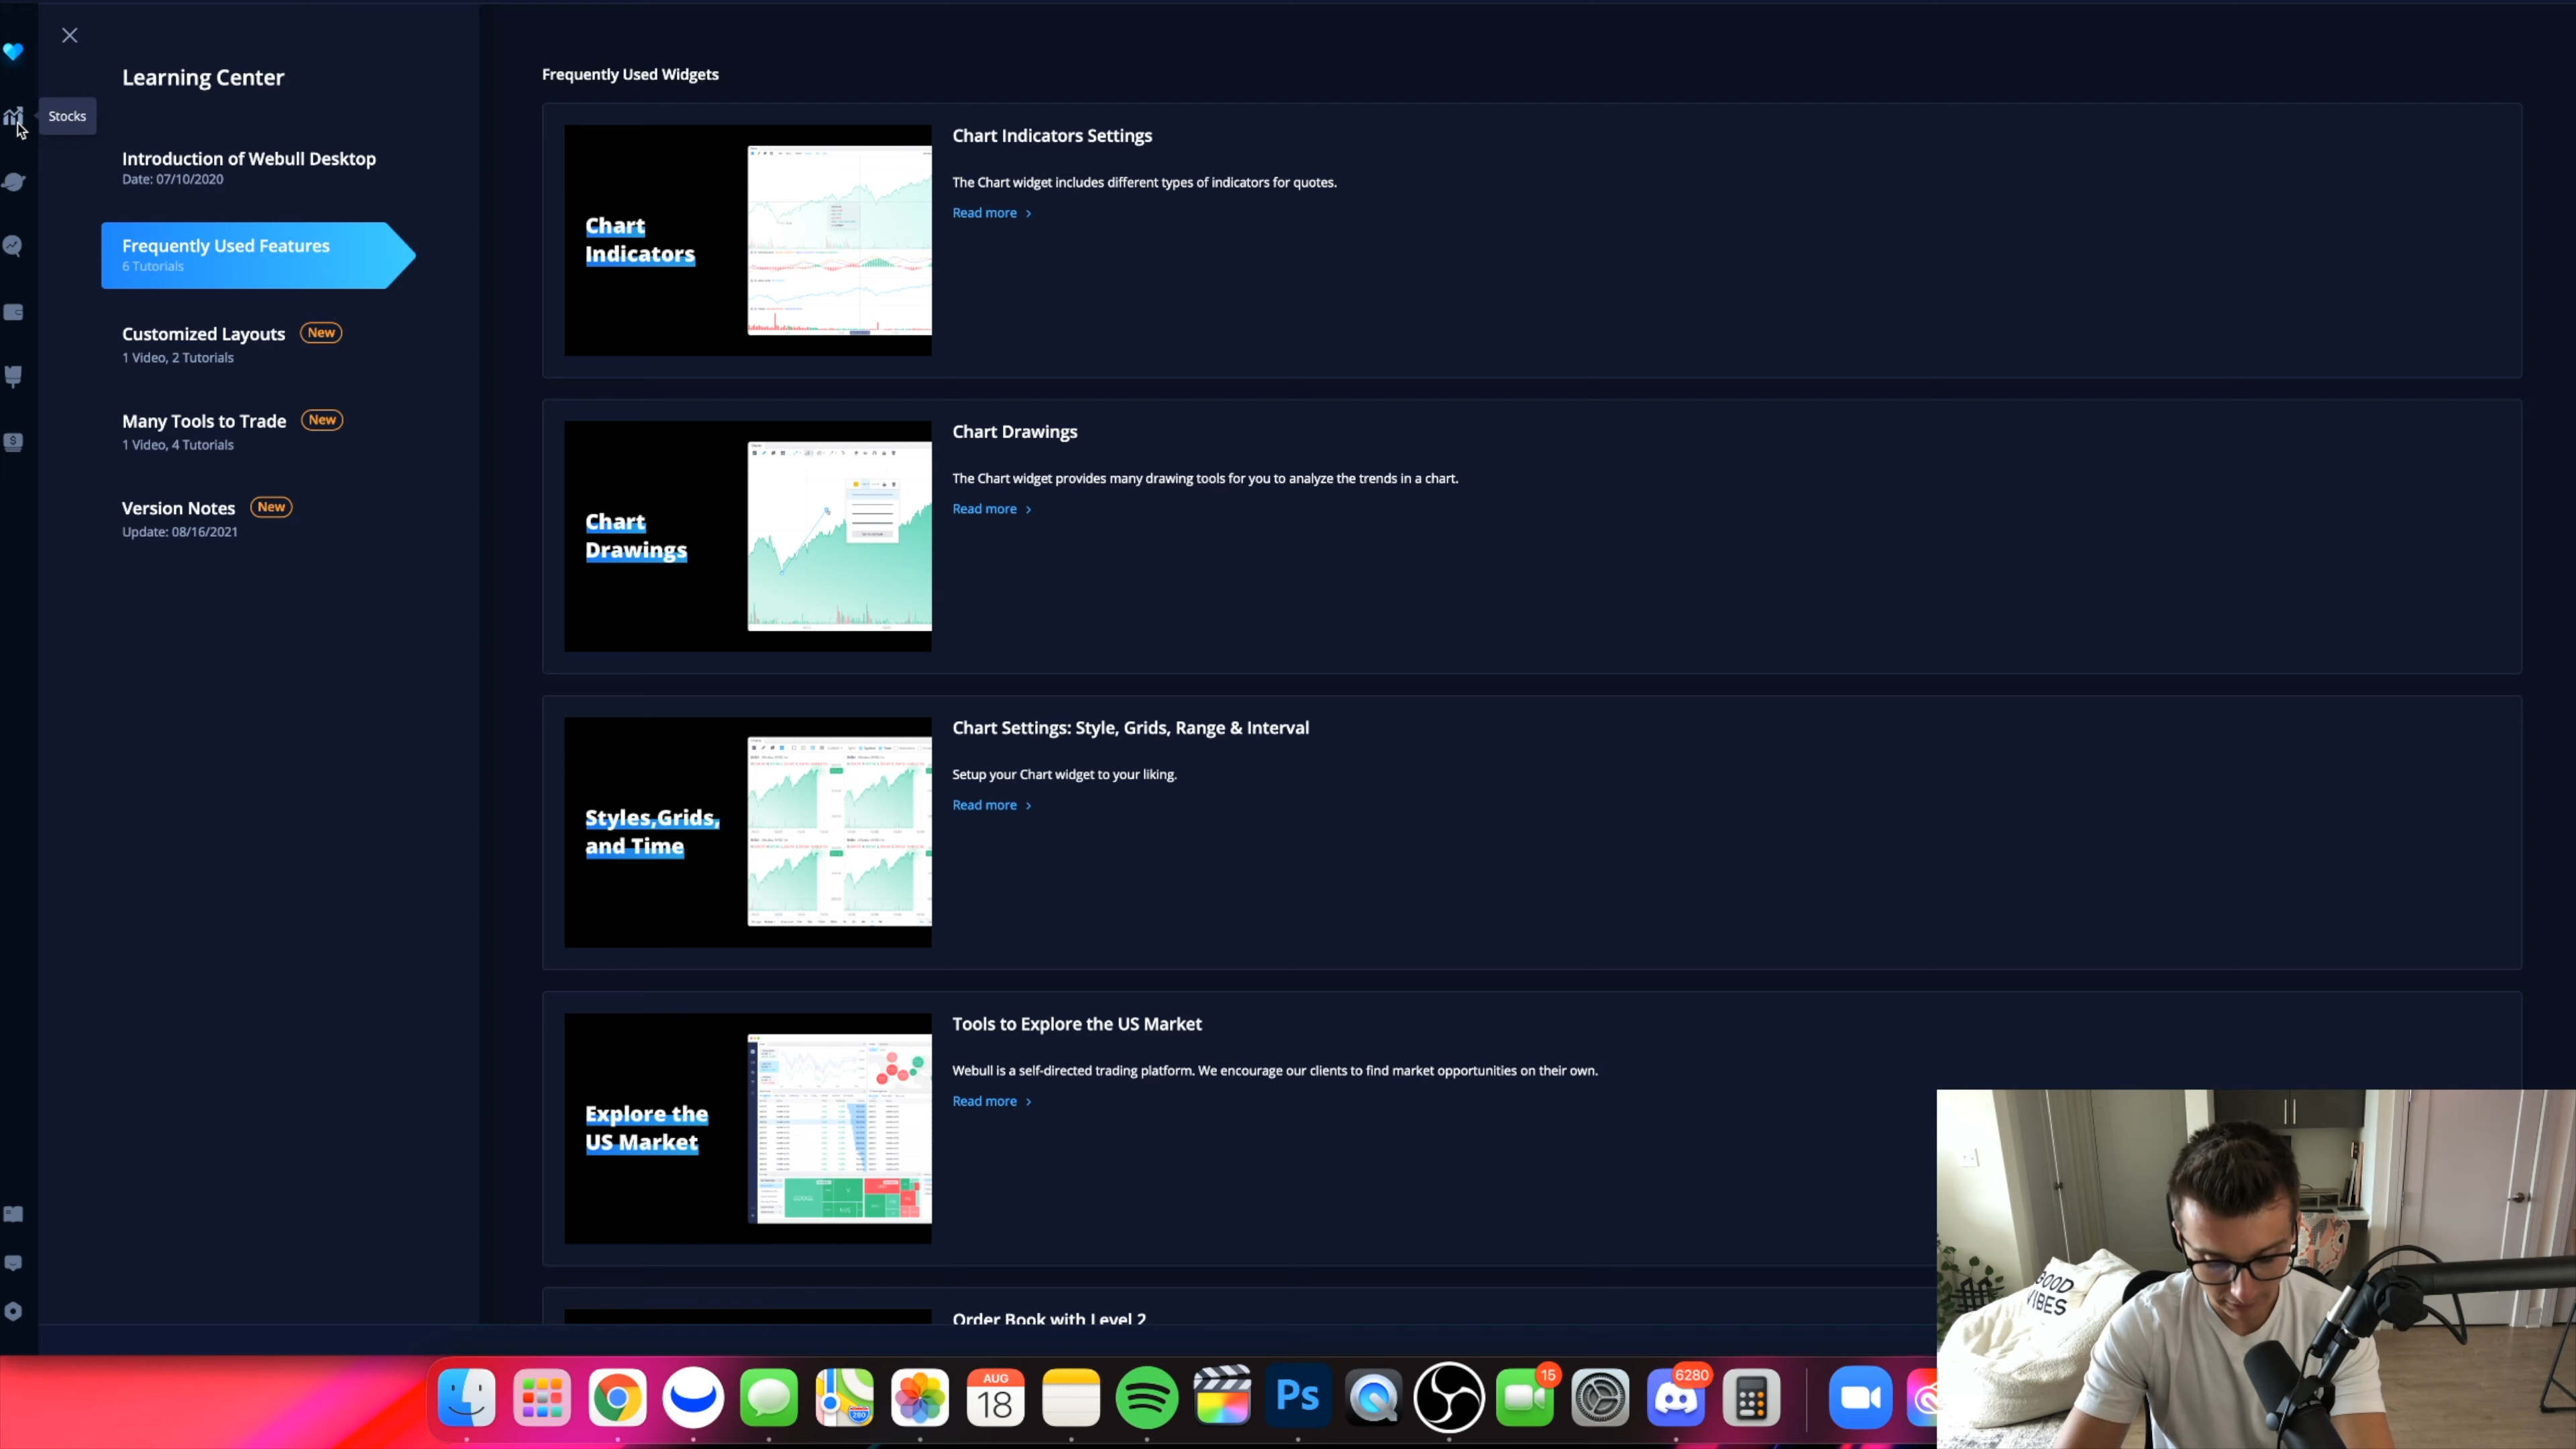 Learning Center
Stocks
Introduction of Webull Desktop
Date: 07/10/2020
Frequently Used Features
6 Tutorials
Customized Layouts New
1 Video, 2 Tutorials
Many Tools to Trade New
1 Video, 4 Tutorials
Version Notes New
Update: 08/16/2021
Frequently Used Widgets
Chart
Indicators
Chart Indicators Settings
The Chart widget includes different types of indicators for quotes.
Read more >
Chart
Drawings
Chart Drawings
The Chart widget provides many drawing tools for you to analyze the trends in a chart.
Read more >
Styles,Grids,
and Time
Chart Settings: Style, Grids, Range & Interval
Setup your Chart widget to your liking.
Read more >
Explore the
US Market
Tools to Explore the US Market
Webull is a self-directed trading platform. We encourage our clients to find market opportunities on their own.
Read more >
Order Book with Level 2
GOOD
VIBES
AUG
18
280
Ps
15
6280